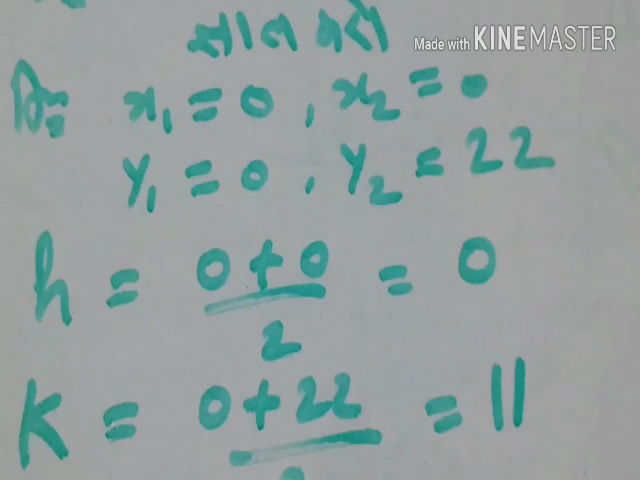 Made with KINEMASTER
x₁ = 0, x₂ = 0
y₁ = 0, y₂ = 22
h = (0+0)/2 = 0
K = (0+22)/2 = 11